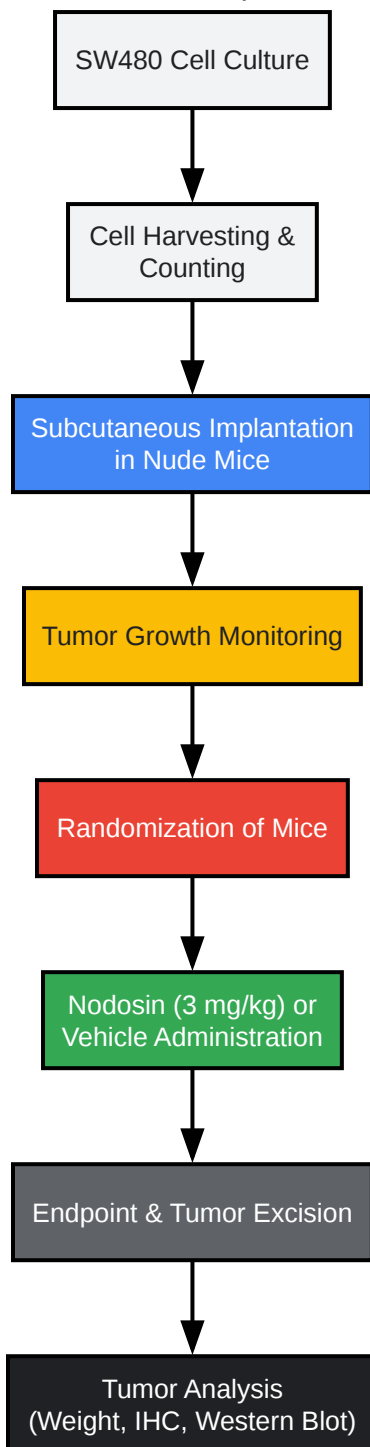 SW480 Cell Culture
Cell Harvesting &
Counting
Subcutaneous Implantation
in Nude Mice
Tumor Growth Monitoring
Randomization of Mice
Nodosin (3 mg/kg) or
Vehicle Administration
Endpoint & Tumor Excision
Tumor Analysis
(Weight, IHC, Western Blot)